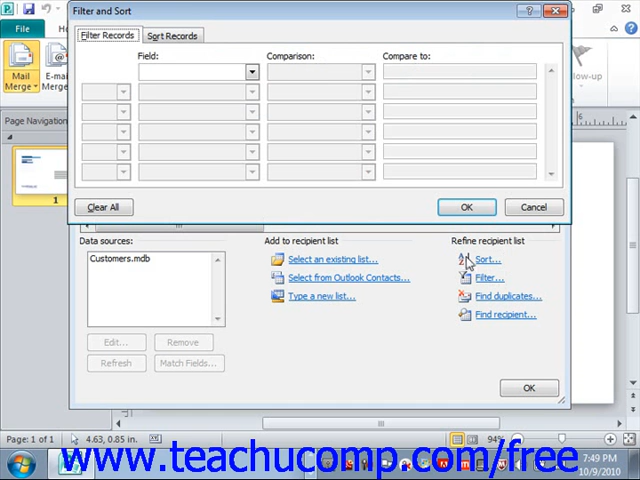 Filter and Sort
File
Filter Records
Sort Records
Mail
Merge
E-ma
Merge
Field:
Comparison:
Compare to:
Page Navigation
1
Clear All
OK
Cancel
Data sources:
Add to recipient list
Refine recipient list
Customers.mdb
Select an existing list...
Sort...
Select from Outlook Contacts...
Filter...
Type a new list...
Find duplicates...
Find recipient...
Edit...
Remove
Refresh
Match Fields...
OK
Page: 1 of 1
4.63, 0.85 in.
94%
www.teachucomp.com/free
7:49 PM
10/9/2010